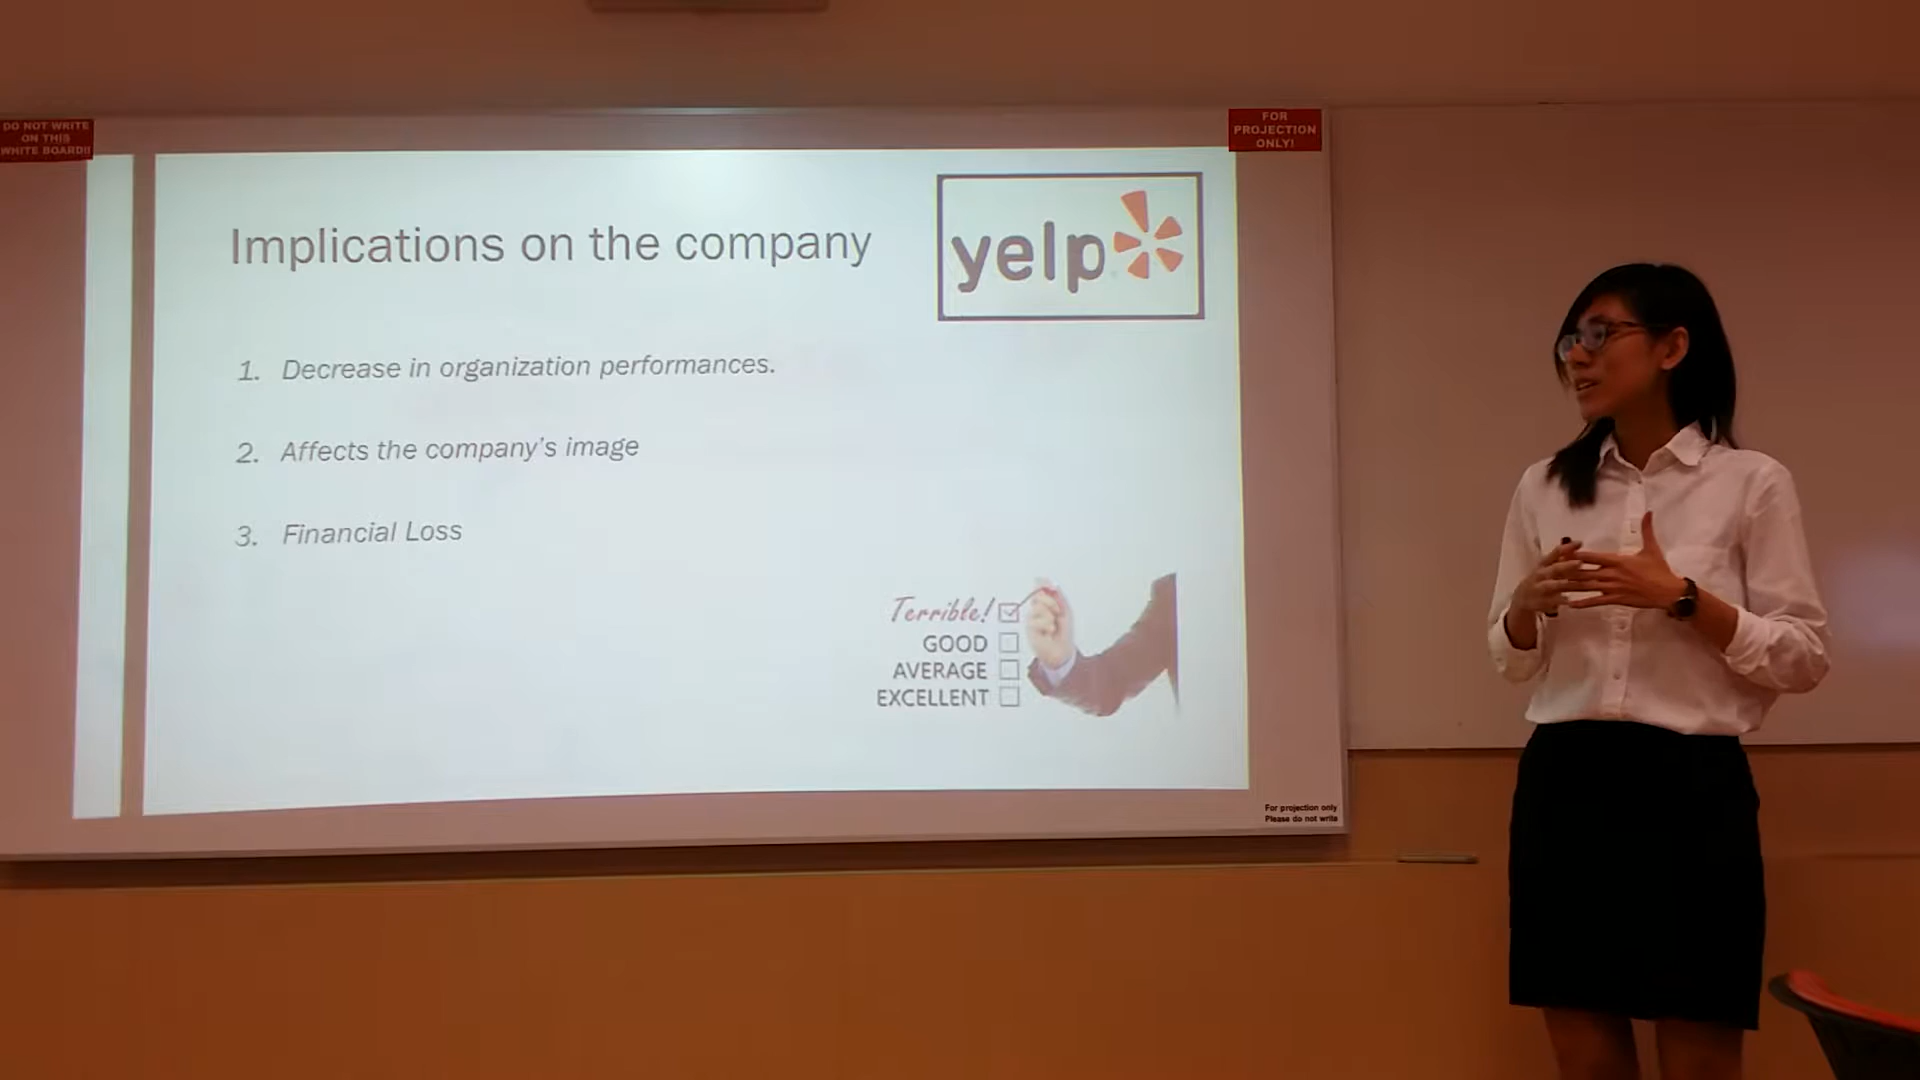 DO NOT WRITE
ON THIS
WHITE BOARD!!
FOR
PROJECTION
ONLY!
Implications on the company
yelp
1. Decrease in organization performances.
2. Affects the company's image
3. Financial Loss
Terrible!
GOOD
AVERAGE
EXCELLENT
For projection only
Please do not write